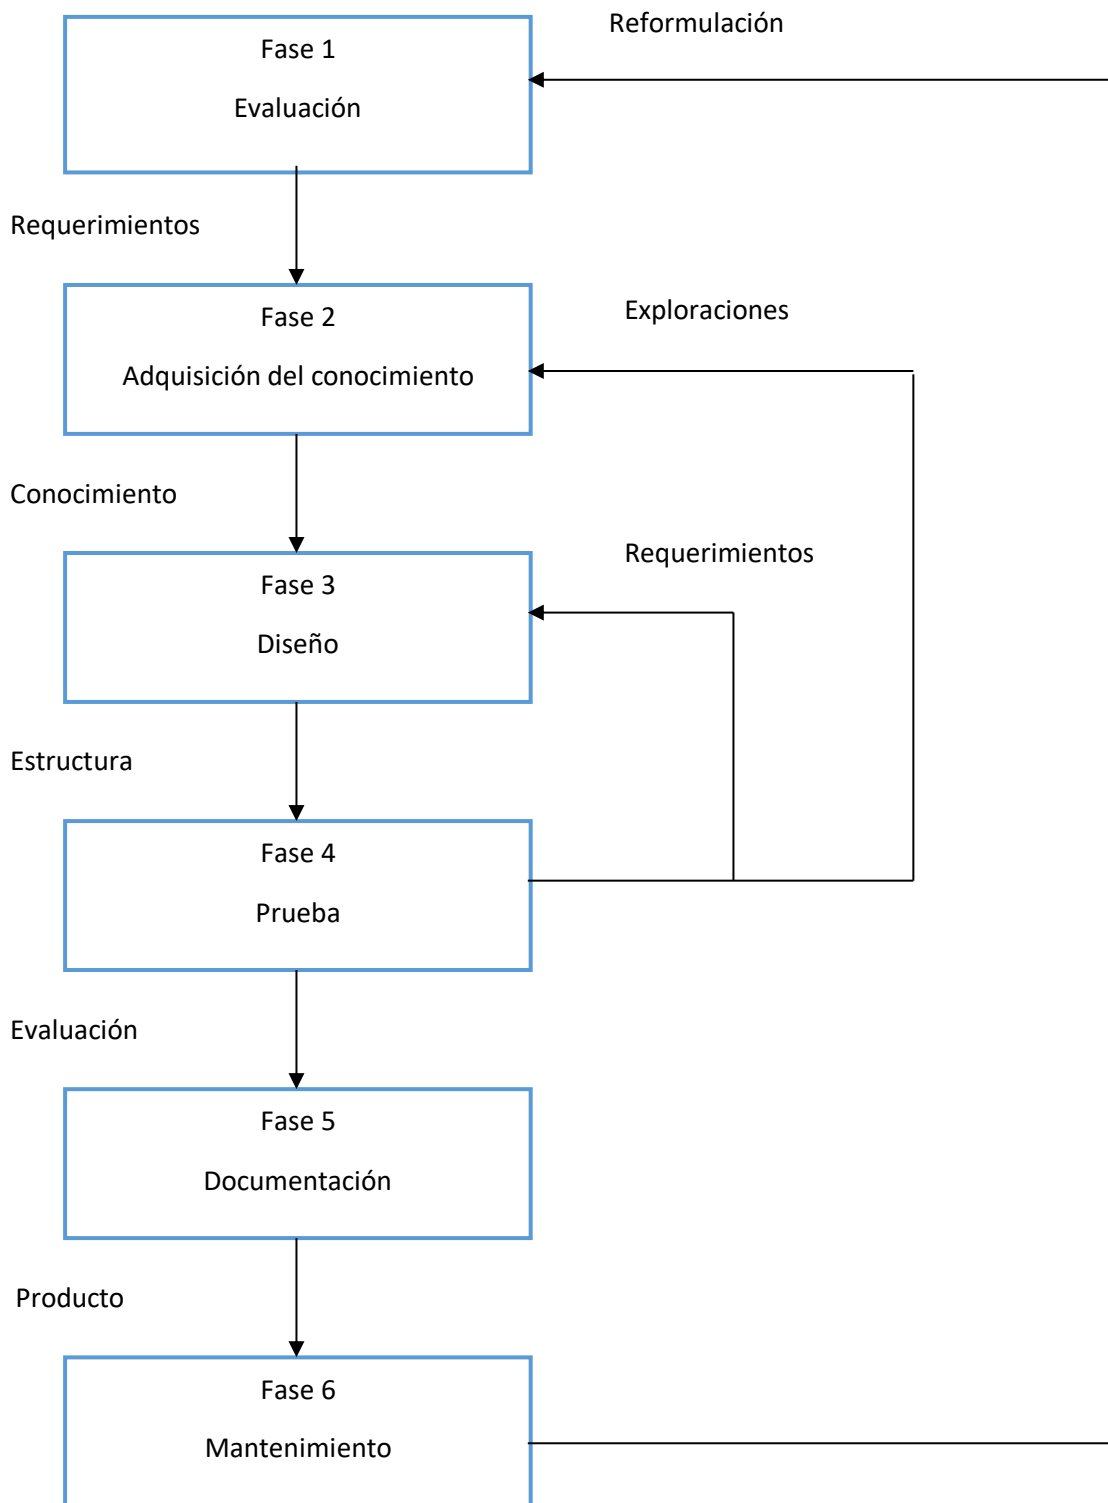 Reformulación
Fase 1
Evaluación
Requerimientos
Fase 2
Exploraciones
Adquisición del conocimiento
Conocimiento
Requerimientos
Fase 3
Diseño
Estructura
Fase 4
Prueba
Evaluación
Fase 5
Documentación
Producto
Fase 6
Mantenimiento